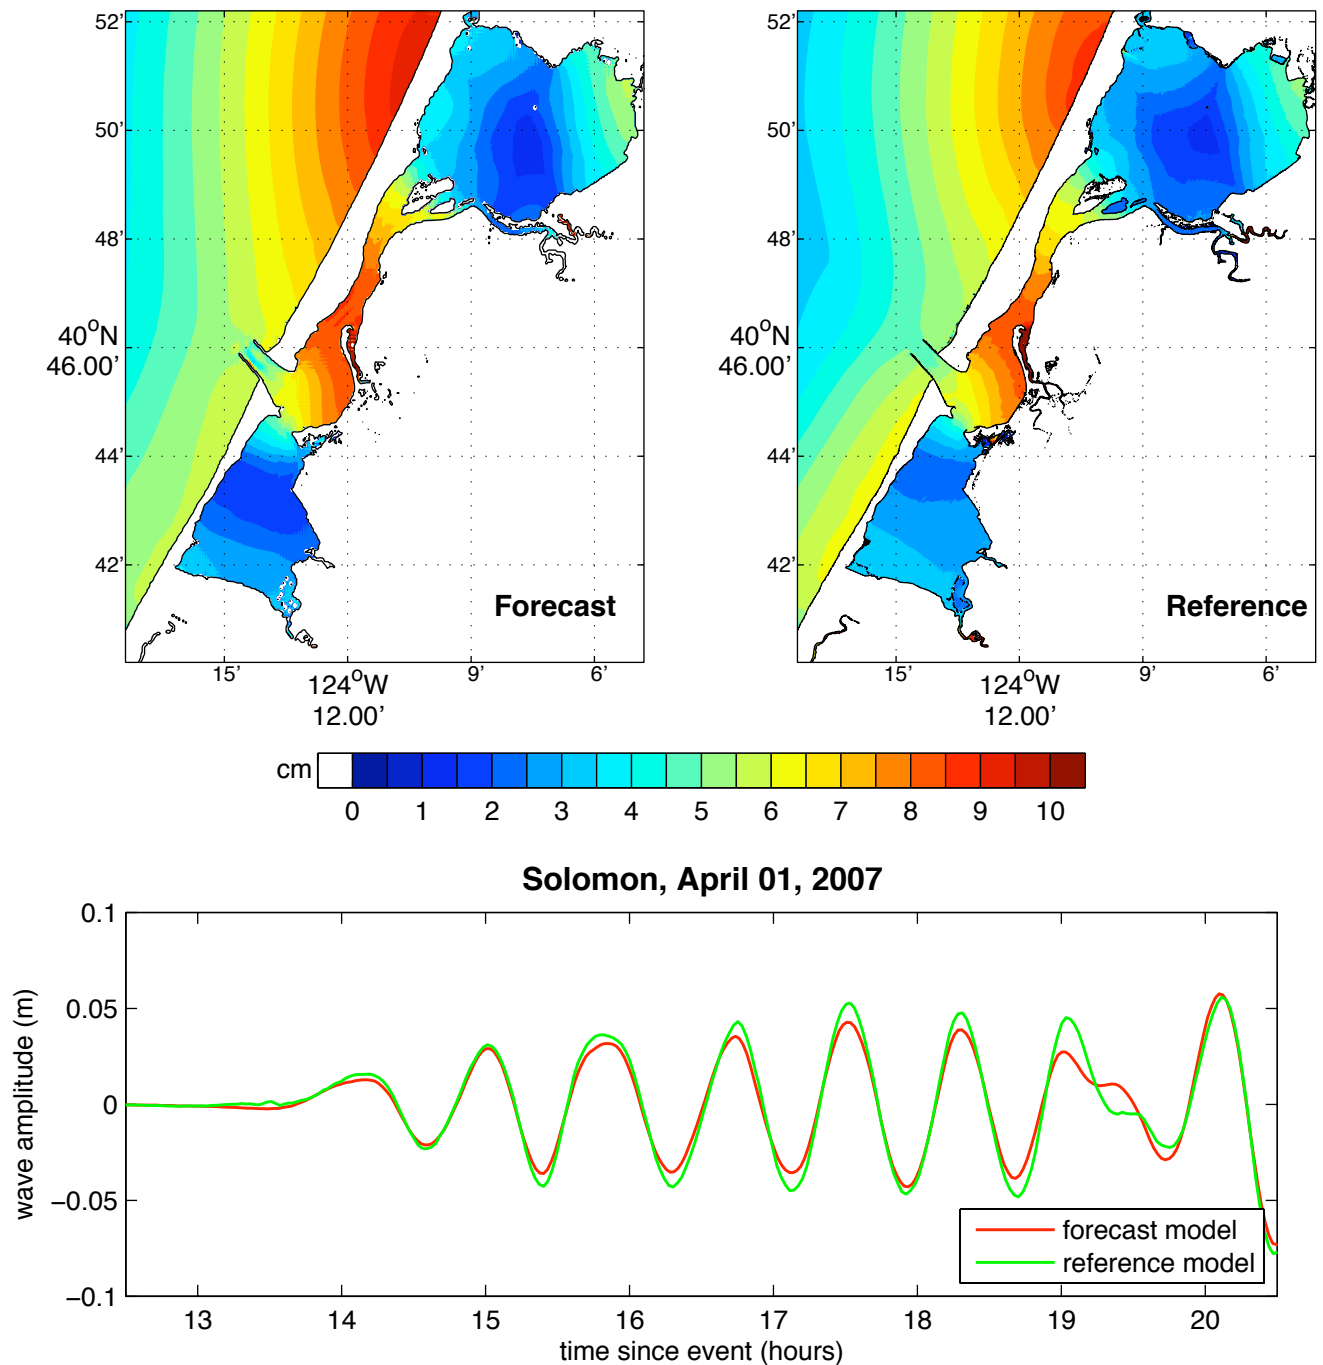 52’
50’
48’
40°N
46.00’
44’
42’
Forecast
15’
124°W
12.00’
9’
6’
52’
50’
48’
40°N
46.00’
44’
42’
Reference
15’
124°W
12.00’
9’
6’
cm
0 1 2 3 4 5 6 7 8 9 10
Solomon, April 01, 2007
wave amplitude (m)
0.1
0.05
0
−0.05
−0.1
forecast model
reference model
13 14 15 16 17 18 19 20
time since event (hours)